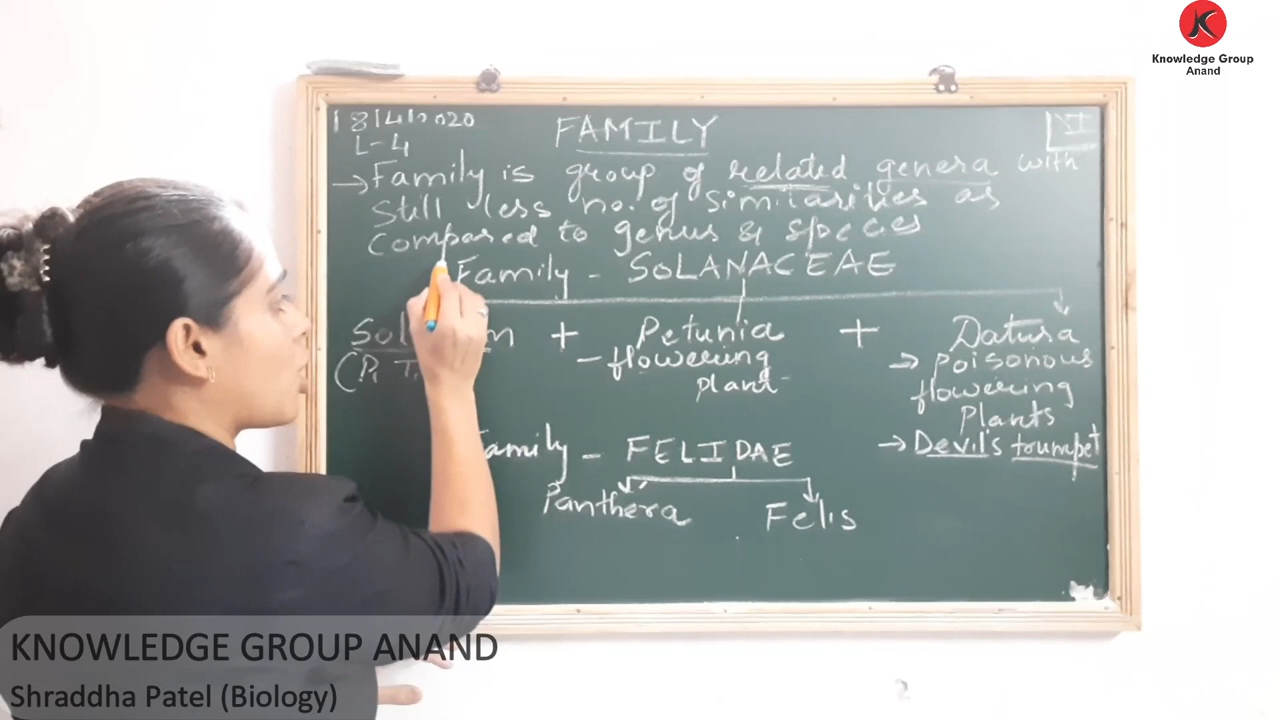 Knowledge Group
Anand
18/4/2020
L-4
FAMILY
VI
→ Family is group of related genera with
still less no. of similarities as
compared to genus & speces
Family - SOLANACEAE
+ Petunia + Datura
- flowering plant
→ Poisonous flowering Plants
→ Devil's trumpet
(P, T,
Family - FELIDAE
Panthera Felis
KNOWLEDGE GROUP ANAND
Shraddha Patel (Biology)